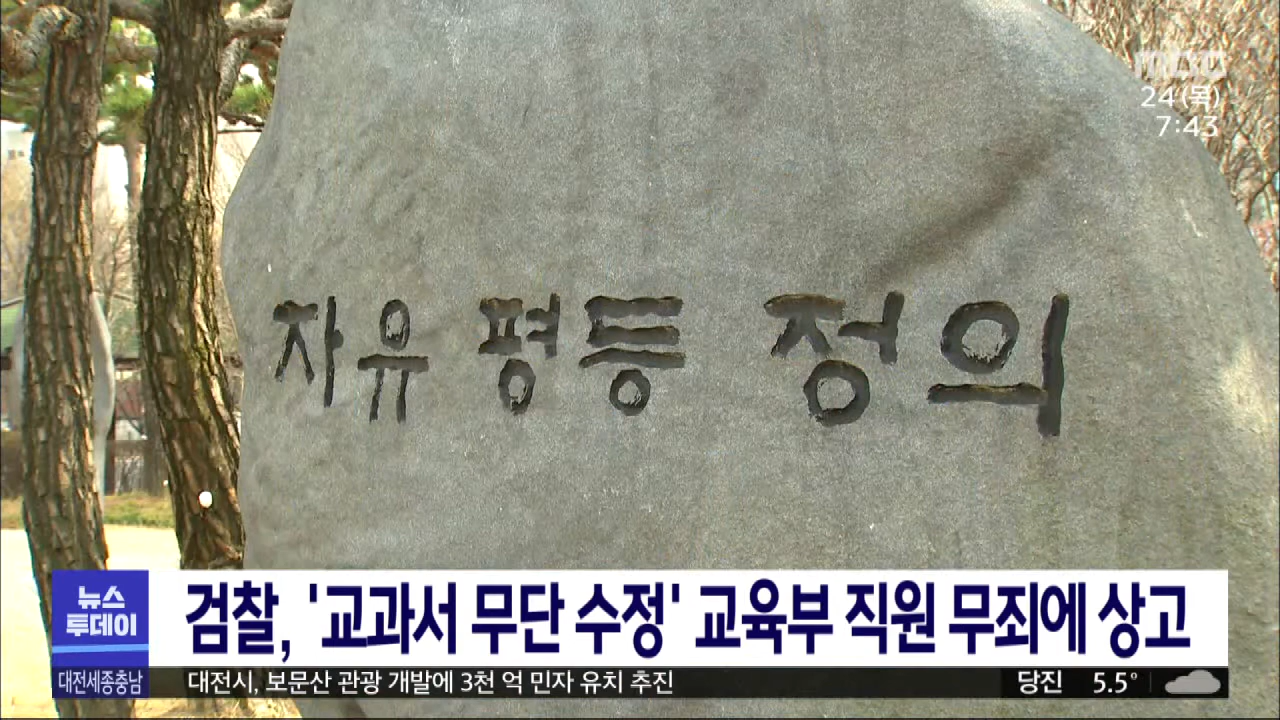 24(목)
7:43
자유 평등 정의
뉴스
투데이
검찰, '교과서 무단 수정' 교육부 직원 무죄에 상고
대전세종충남
대전시, 보문산 관광 개발에 3천 억 민자 유치 추진
당진 5.5°